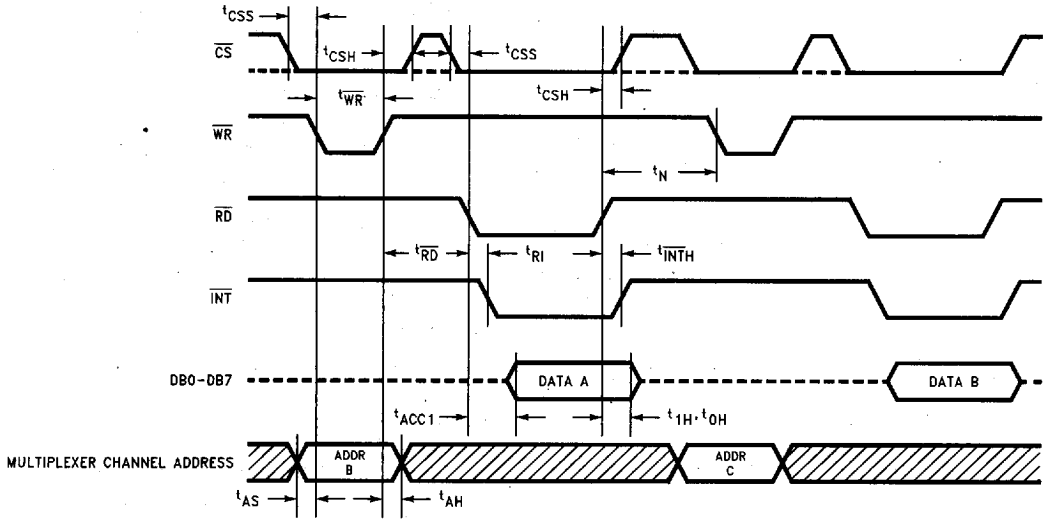 tCSS
CS
tCSH
tCSS
tWR
tCSH
WR
tN
RD
tRD
tRI
tINTH
INT
DB0-DB7
DATA A
DATA B
tACC1
t1H, t0H
MULTIPLEXER CHANNEL ADDRESS
ADDR
B
ADDR
C
tAS
tAH